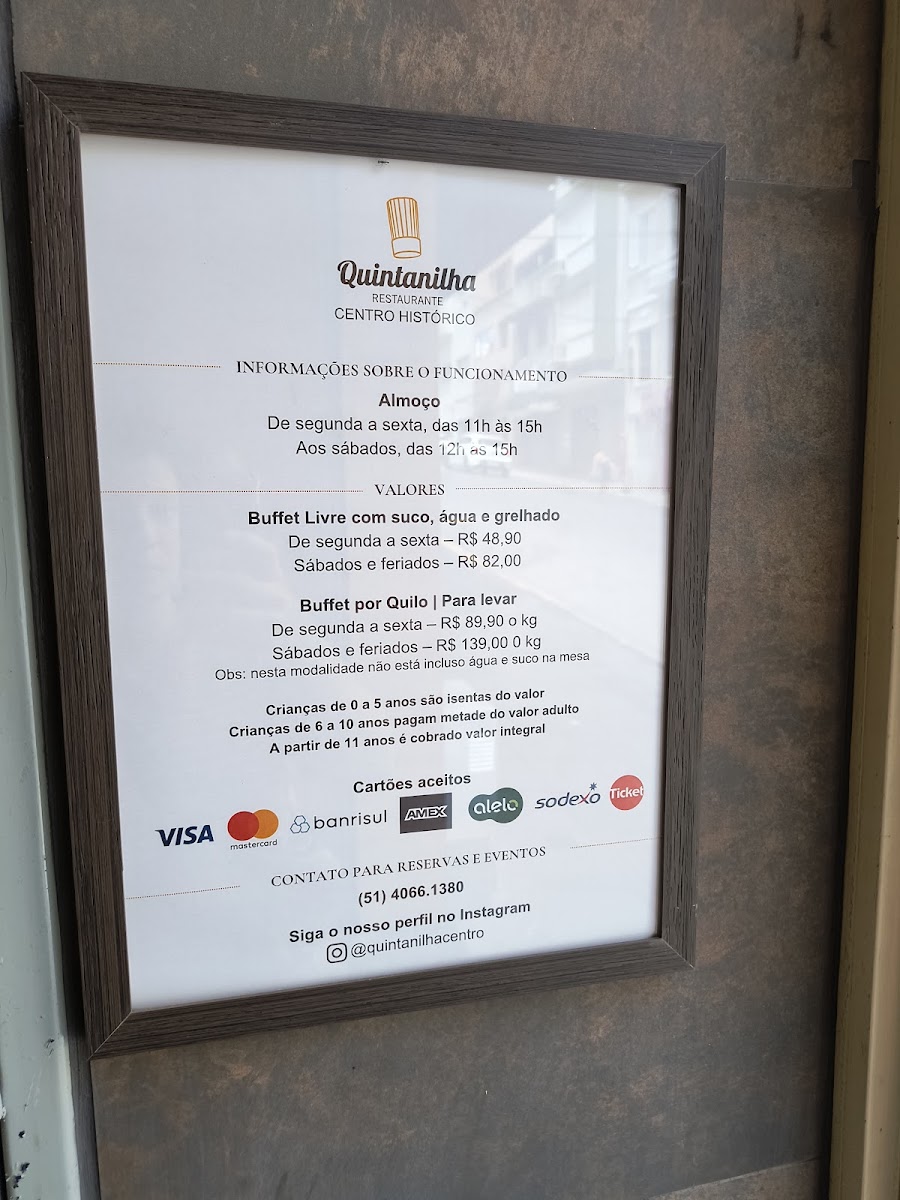 Quintanilha
RESTAURANTE
CENTRO HISTÓRICO
INFORMAÇÕES SOBRE O FUNCIONAMENTO
Almoço
De segunda a sexta, das 11h às 15h
Aos sábados, das 12h às 15h
VALORES
Buffet Livre com suco, água e grelhado
De segunda a sexta – R$ 48,90
Sábados e feriados – R$ 82,00
Buffet por Quilo | Para levar
De segunda a sexta – R$ 89,90 o kg
Sábados e feriados – R$ 139,00 0 kg
Obs: nesta modalidade não está incluso água e suco na mesa
Crianças de 0 a 5 anos são isentas do valor
Crianças de 6 a 10 anos pagam metade do valor adulto
A partir de 11 anos é cobrado valor integral
Cartões aceitos
VISA mastercard banrisul AMEX alelo sodexo Ticket
CONTATO PARA RESERVAS E EVENTOS
(51) 4066.1380
Siga o nosso perfil no Instagram
@quintanilhacentro